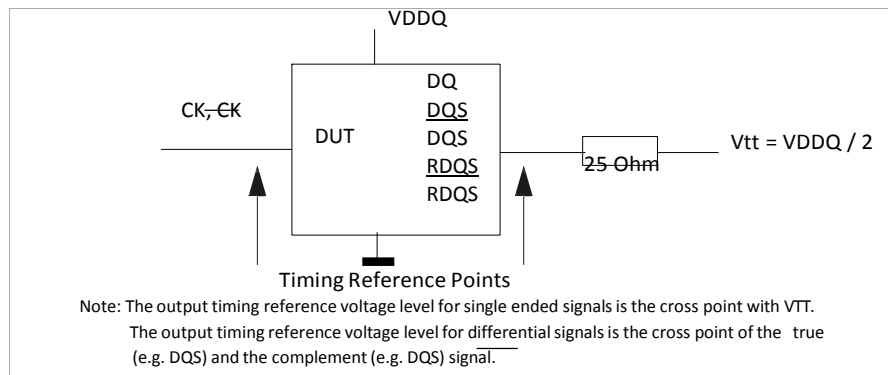 VDDQ
DQ
CK, CK
DQS
DUT
DQS
Vtt = VDDQ / 2
RDQS
25 Ohm
RDQS
Timing Reference Points
Note: The output timing reference voltage level for single ended signals is the cross point with VTT.
The output timing reference voltage level for differential signals is the cross point of the true
(e.g. DQS) and the complement (e.g. DQS) signal.